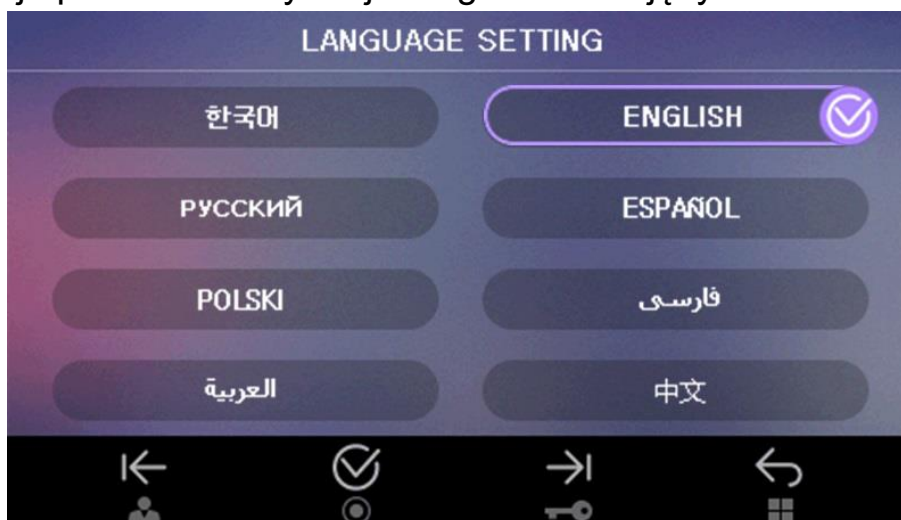 LANGUAGE SETTING
한국어 ENGLISH
РУССКИЙ ESPAÑOL
POLSKI فارسی
العربية 中文